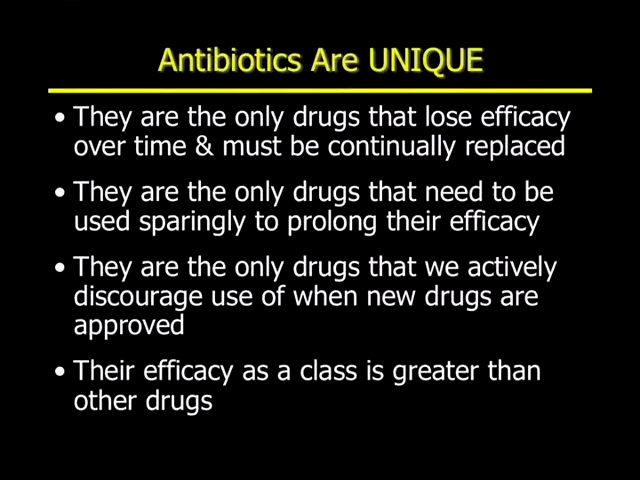 Antibiotics Are UNIQUE
• They are the only drugs that lose efficacy
over time & must be continually replaced
• They are the only drugs that need to be
used sparingly to prolong their efficacy
• They are the only drugs that we actively
discourage use of when new drugs are
approved
• Their efficacy as a class is greater than
other drugs